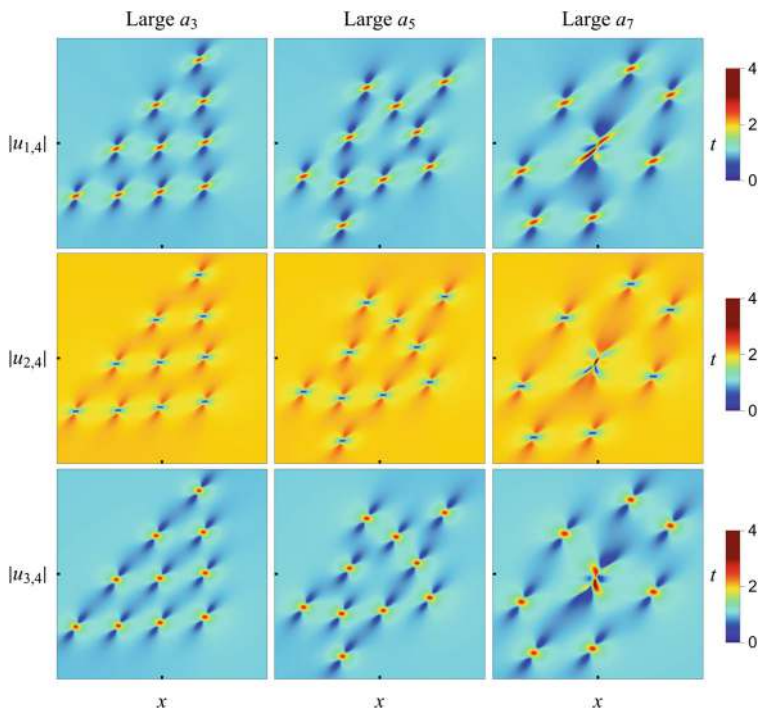 Large a₃ Large a₅ Large a₇
|u₁,₄|
4
2
t
0
|u₂,₄|
4
2
t
0
|u₃,₄|
4
2
t
0
x x x